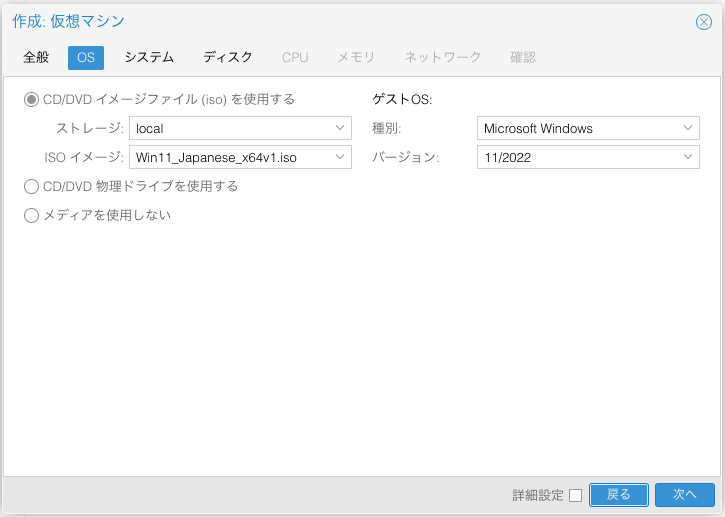 作成: 仮想マシン
全般 OS システム ディスク CPU メモリ ネットワーク 確認
CD/DVD イメージファイル (iso) を使用する ゲストOS:
ストレージ: local 種別: Microsoft Windows
ISO イメージ: Win11_Japanese_x64v1.iso バージョン: 11/2022
CD/DVD 物理ドライブを使用する
メディアを使用しない
詳細設定 戻る 次へ